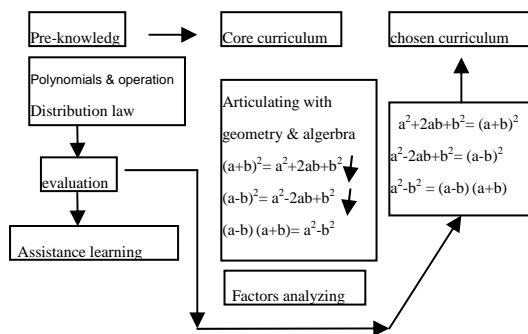 Pre-knowledg
Core curriculum
chosen curriculum
Polynomials & operation
Distribution law
evaluation
Assistance learning
Articulating with
geometry & algerbra
(a+b)²= a²+2ab+b²
(a-b)²= a²-2ab+b²
(a-b) (a+b)= a²-b²
Factors analyzing
a²+2ab+b²= (a+b)²
a²-2ab+b²= (a-b)²
a²-b² = (a-b) (a+b)